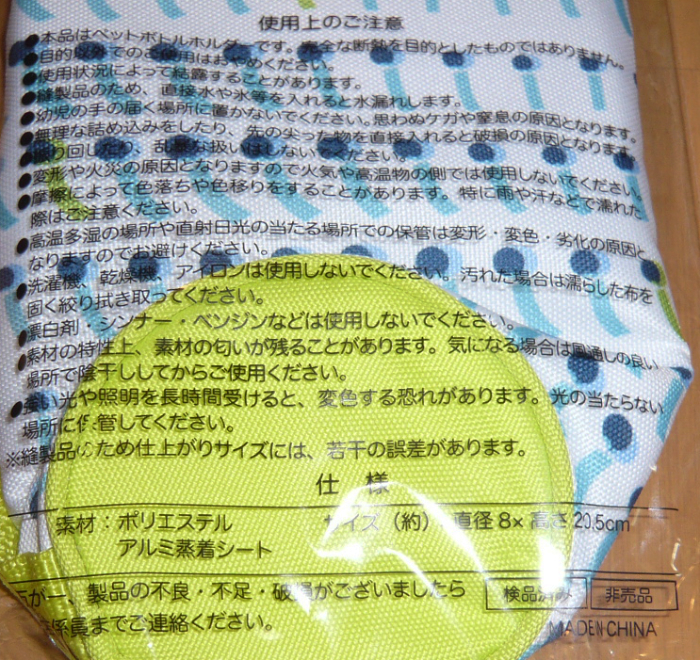 使用上のご注意
●本品はペットボトルホルダーです。完全な断熱を目的としたものではありません。
●目的以外でのご使用はおやめください。
●使用状況によって結露することがあります。
●縫製品のため、直接水や氷等を入れると水漏れします。
●幼児の手の届く場所に置かないでください。思わぬケガや窒息の原因となります。
●無理な詰め込みをしたり、先の尖った物を直接入れると破損の原因となります。
●振り回したり、乱暴な扱いはしないでください。
●変形や火災の原因となりますので火気や高温物の側では使用しないでください。
●摩擦によって色落ちや色移りをすることがあります。特に雨や汗などで濡れた
際はご注意ください。
●高温多湿の場所や直射日光の当たる場所での保管は変形・変色・劣化の原因と
なりますのでお避けください。
●洗濯機、乾燥機、アイロンは使用しないでください。汚れた場合は濡らした布を
固く絞り拭き取ってください。
●漂白剤・シンナー・ベンジンなどは使用しないでください。
●素材の特性上、素材の匂いが残ることがあります。気になる場合は風通しの良い
場所で陰干ししてからご使用ください。
●強い光や照明を長時間受けると、変色する恐れがあります。光の当たらない
場所に保管してください。
※縫製品のため仕上がりサイズには、若干の誤差があります。
仕 様
素材：ポリエステル サイズ（約）：直径8×高さ20.5cm
アルミ蒸着シート
万が一、製品の不良・不足・破損がございましたら
係員までご連絡ください。
検品済み 非売品
MADE IN CHINA